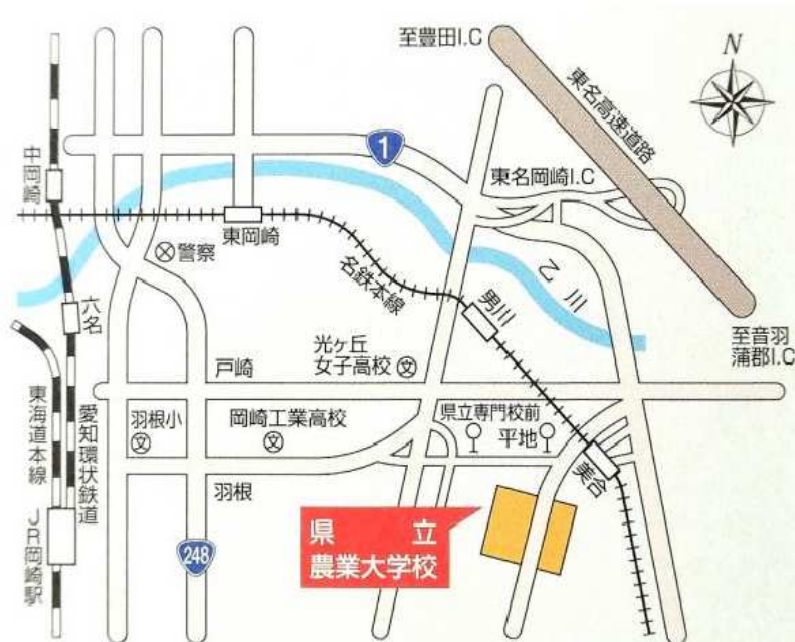 至豊田I.C
N
東名高速道路
1
中岡崎
東名岡崎I.C
東岡崎
警察
名鉄本線
乙川
男川
六名
至音羽
蒲郡I.C
光ヶ丘
女子高校
文
戸崎
東海道本線
愛知環状鉄道
羽根小
文
岡崎工業高校
文
県立専門校前
平地
美合
羽根
JR岡崎駅
248
県立
農業大学校